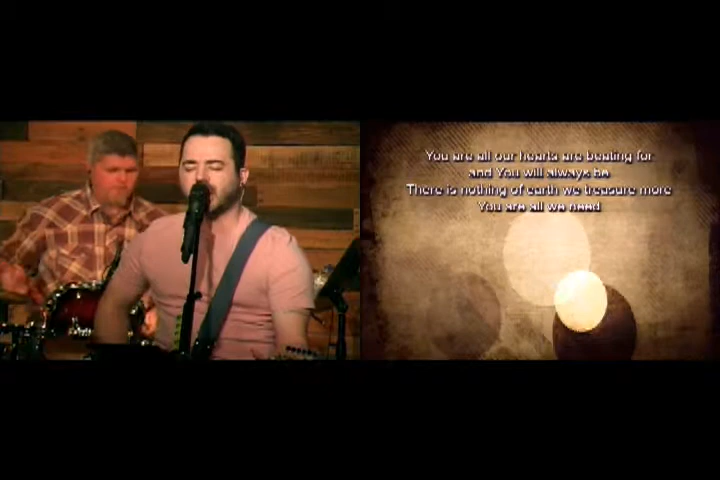 You are all our hearts are beating for
and You will always be
There is nothing of earth we treasure more
You are all we need